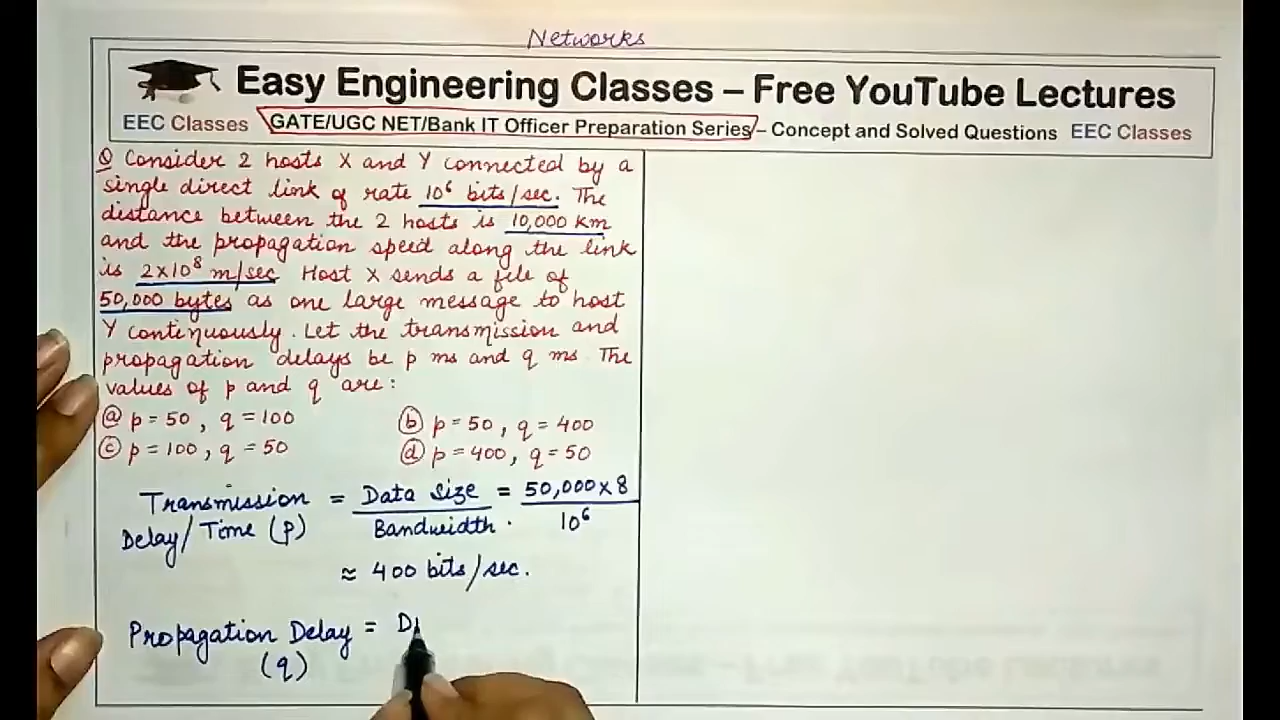 Networks
Easy Engineering Classes – Free YouTube Lectures
EEC Classes GATE/UGC NET/Bank IT Officer Preparation Series – Concept and Solved Questions EEC Classes
Q Consider 2 hosts X and Y connected by a
single direct link of rate 10⁶ bits/sec. The
distance between the 2 hosts is 10,000 km
and the propagation speed along the link
is 2×10⁸ m/sec Host X sends a file of
50,000 bytes as one large message to host
Y continuously. Let the transmission and
propagation delays be p ms and q ms. The
values of p and q are:
(a) p = 50, q = 100 (b) p = 50, q = 400
(c) p = 100, q = 50 (d) p = 400, q = 50
Transmission = Data Size = 50,000×8
Delay/Time (p) Bandwidth. 10⁶
≈ 400 bits/sec.
Propagation Delay = Di
(q)